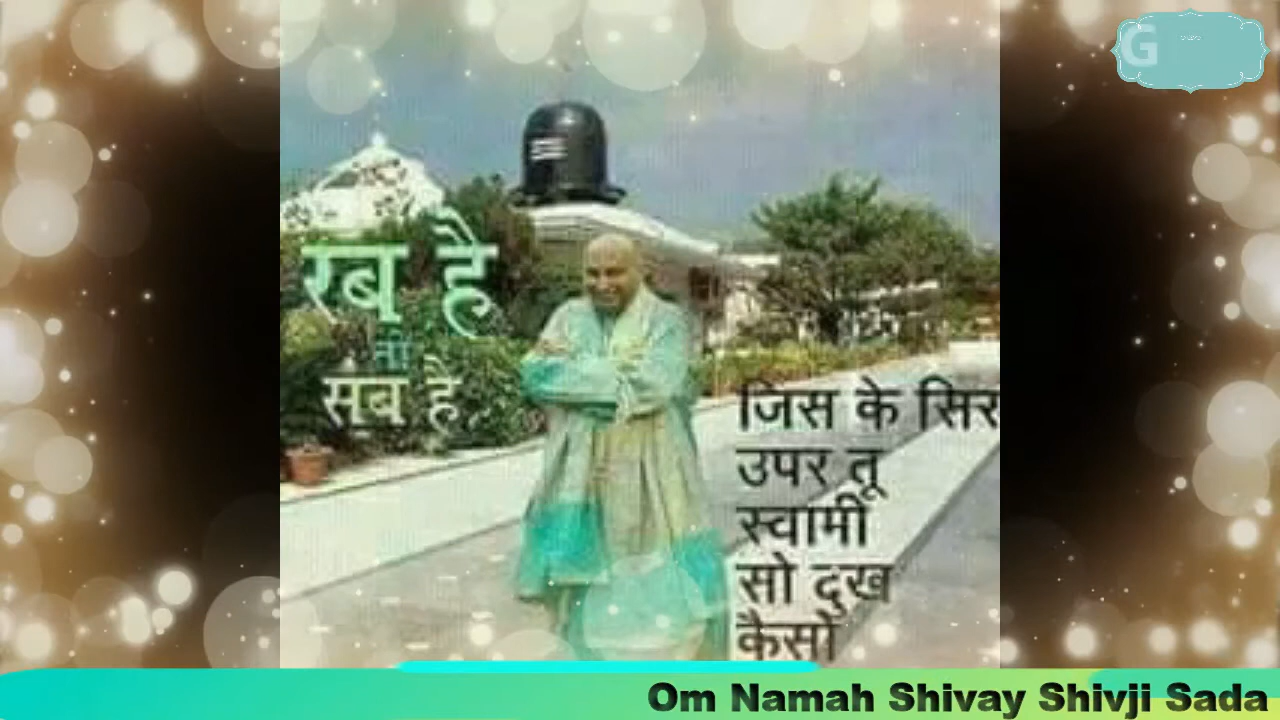 G
रब है
तो
सब है.
जिस के सिर
उपर तू
स्वामी
सो दुख
कैसो
Om Namah Shivay Shivji Sada